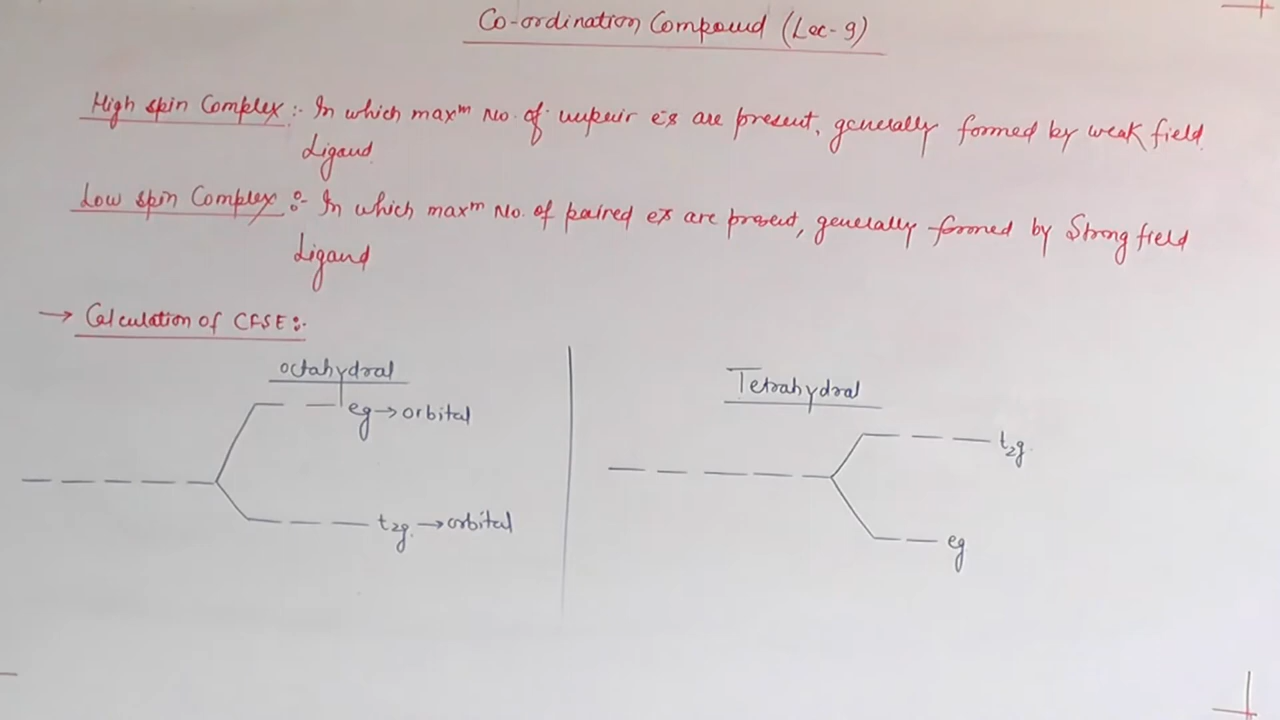 Co-ordination Compound (Lec-9)
High spin Complex:- In which maxᵐ No. of unpair e⁻s are present, generally formed by weak field
Ligand
Low spin Complex:- In which maxᵐ No. of paired e⁻s are present, generally formed by Strong field
Ligand
→ Calculation of CFSE:-
octahydral
Tetrahydral
eg→orbital
t₂g
t₂g→orbital
eg